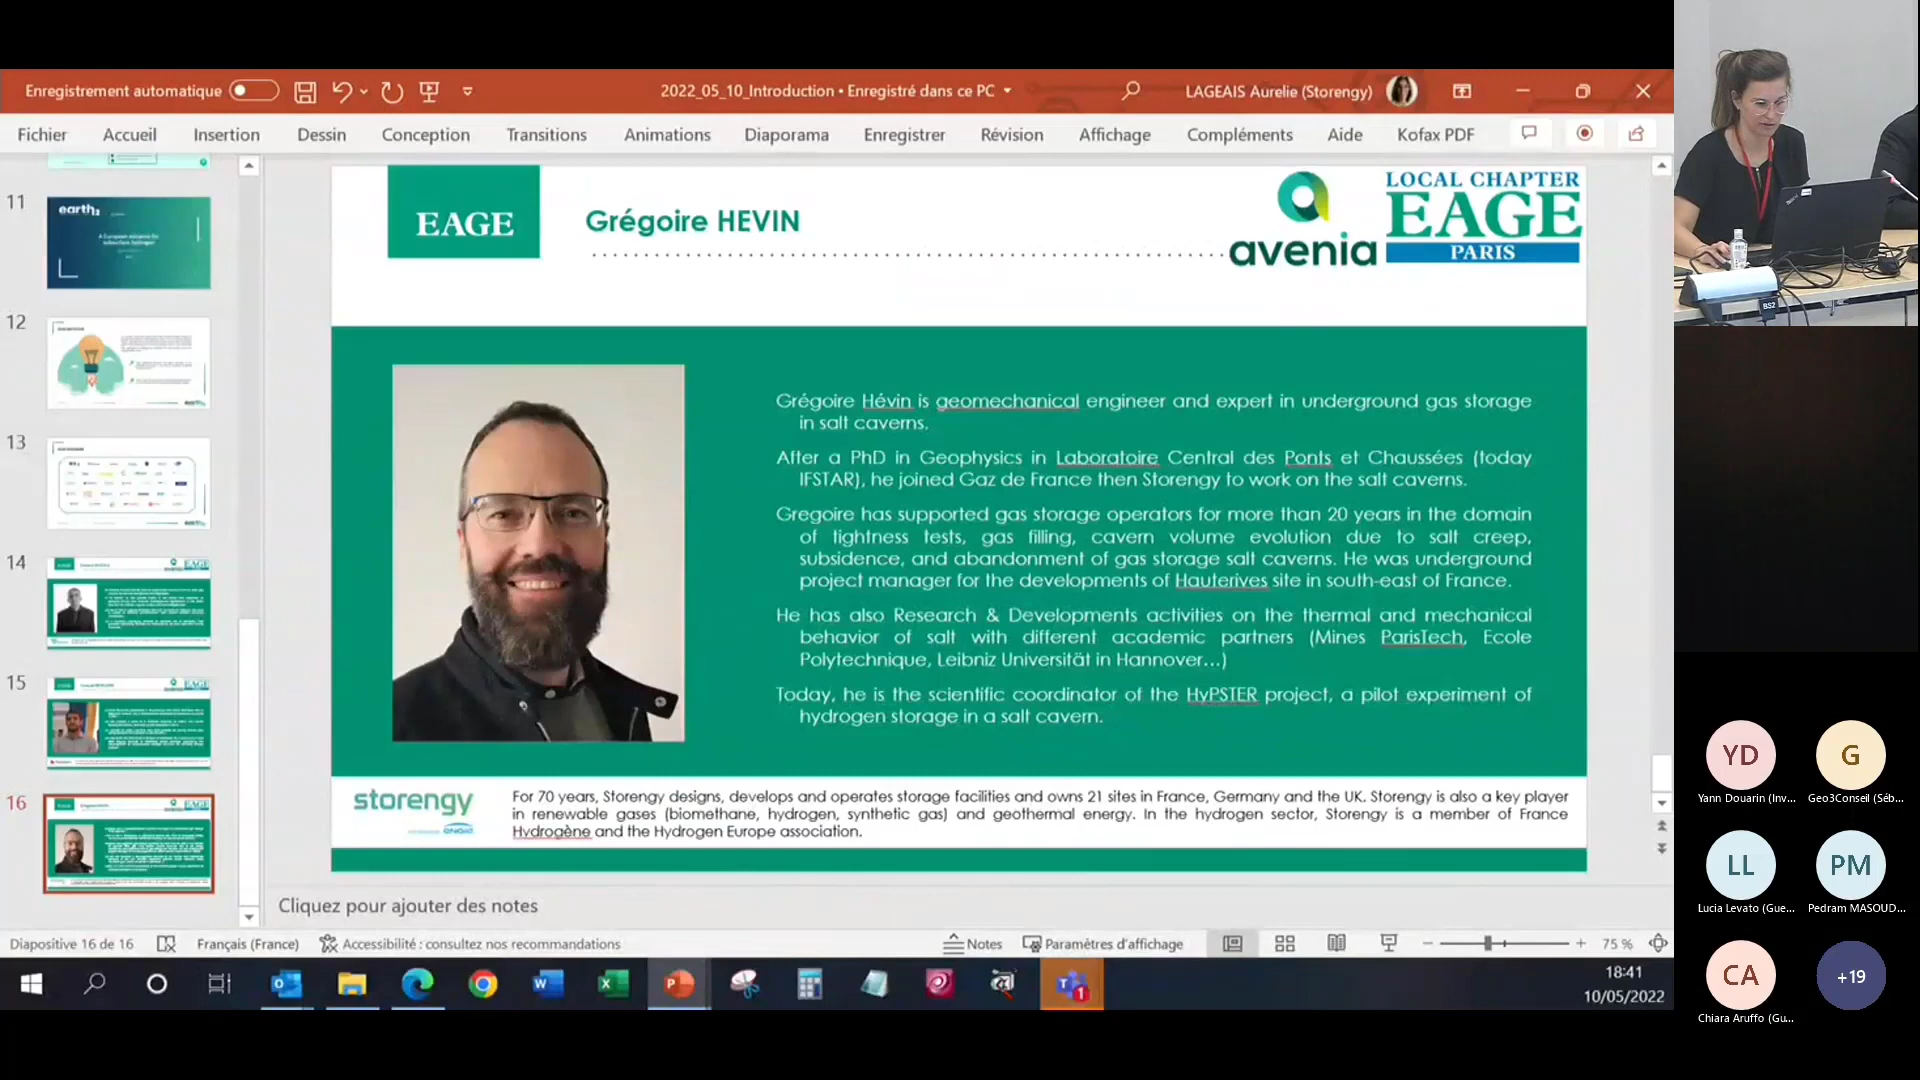 Enregistrement automatique
2022_05_10_Introduction • Enregistré dans ce PC
LAGEAIS Aurelie (Storengy)
Fichier Accueil Insertion Dessin Conception Transitions Animations Diaporama Enregistrer Révision Affichage Compléments Aide Kofax PDF
11
earth2
12
13
14
EAGE
15
EAGE
16
EAGE
EAGE
Grégoire HEVIN
avenia
LOCAL CHAPTER
EAGE
PARIS
Grégoire Hévin is geomechanical engineer and expert in underground gas storage
in salt caverns.
After a PhD in Geophysics in Laboratoire Central des Ponts et Chaussées (today
IFSTAR), he joined Gaz de France then Storengy to work on the salt caverns.
Gregoire has supported gas storage operators for more than 20 years in the domain
of tightness tests, gas filling, cavern volume evolution due to salt creep,
subsidence, and abandonment of gas storage salt caverns. He was underground
project manager for the developments of Hauterives site in south-east of France.
He has also Research & Developments activities on the thermal and mechanical
behavior of salt with different academic partners (Mines ParisTech, Ecole
Polytechnique, Leibniz Universität in Hannover...)
Today, he is the scientific coordinator of the HyPSTER project, a pilot experiment of
hydrogen storage in a salt cavern.
storengy
For 70 years, Storengy designs, develops and operates storage facilities and owns 21 sites in France, Germany and the UK. Storengy is also a key player
in renewable gases (biomethane, hydrogen, synthetic gas) and geothermal energy. In the hydrogen sector, Storengy is a member of France
Hydrogène and the Hydrogen Europe association.
Cliquez pour ajouter des notes
Diapositive 16 de 16
Français (France)
Accessibilité : consultez nos recommandations
Notes
Paramètres d'affichage
75 %
18:41
10/05/2022
BS2
YD
G
Yann Douarin (Inv...
Geo3Conseil (Séb...
LL
PM
Lucia Levato (Gue...
Pedram MASOUD...
CA
+19
Chiara Aruffo (Gu...